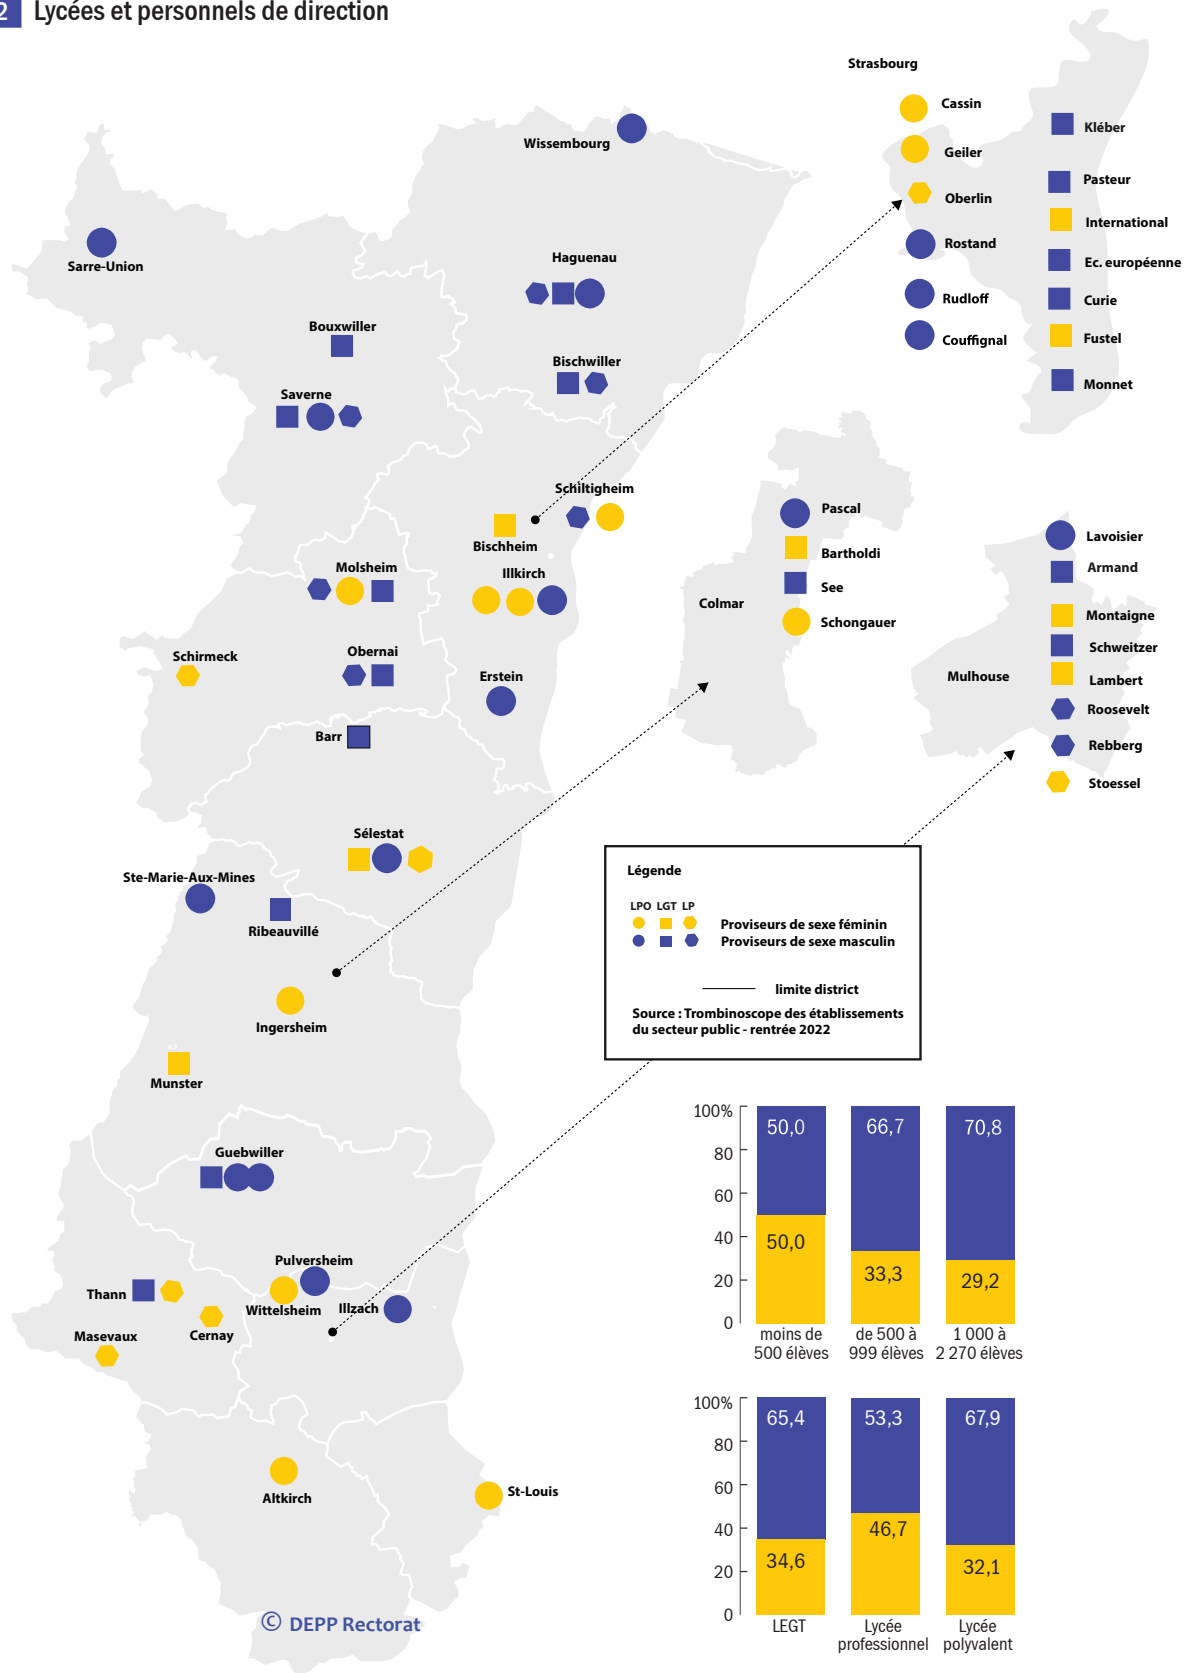 2 Lycées et personnels de direction
Strasbourg
Cassin
Geiler
Oberlin
Rostand
Rudloff
Couffignal
Kléber
Pasteur
International
Ec. européenne
Curie
Fustel
Monnet
Wissembourg
Sarre-Union
Haguenau
Bouxwiller
Bischwiller
Saverne
Schiltigheim
Bischheim
Molsheim
Illkirch
Schirmeck
Obernai
Erstein
Barr
Sélestat
Ste-Marie-Aux-Mines
Ribeauvillé
Ingersheim
Munster
Guebwiller
Pulversheim
Thann
Wittelsheim
Illzach
Cernay
Masevaux
Altkirch
St-Louis
Colmar
Pascal
Bartholdi
See
Schongauer
Mulhouse
Lavoisier
Armand
Montaigne
Schweitzer
Lambert
Roosevelt
Rebberg
Stoessel
Légende
LPO LGT LP
Proviseurs de sexe féminin
Proviseurs de sexe masculin
limite district
Source : Trombinoscope des établissements
du secteur public - rentrée 2022
100%
80
60
40
20
0
50,0
66,7
70,8
50,0
33,3
29,2
moins de
500 élèves
de 500 à
999 élèves
1 000 à
2 270 élèves
100%
80
60
40
20
0
65,4
53,3
67,9
34,6
46,7
32,1
LEGT
Lycée
professionnel
Lycée
polyvalent
© DEPP Rectorat